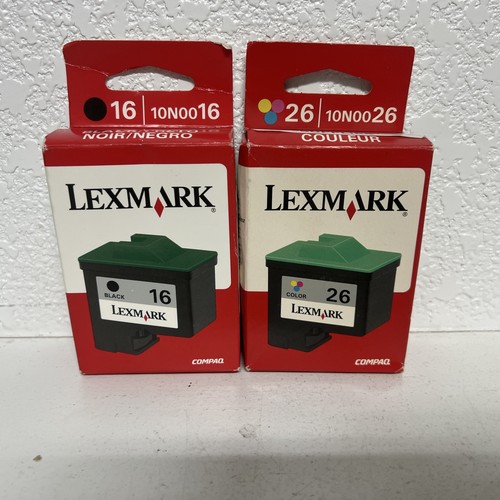 16 10N0016
NOIR/NEGRO
LEXMARK®
BLACK 16
LEXMARK
COMPAQ
26 10N0026
COULEUR
LEXMARK®
COLOR 26
LEXMARK
COMPAQ